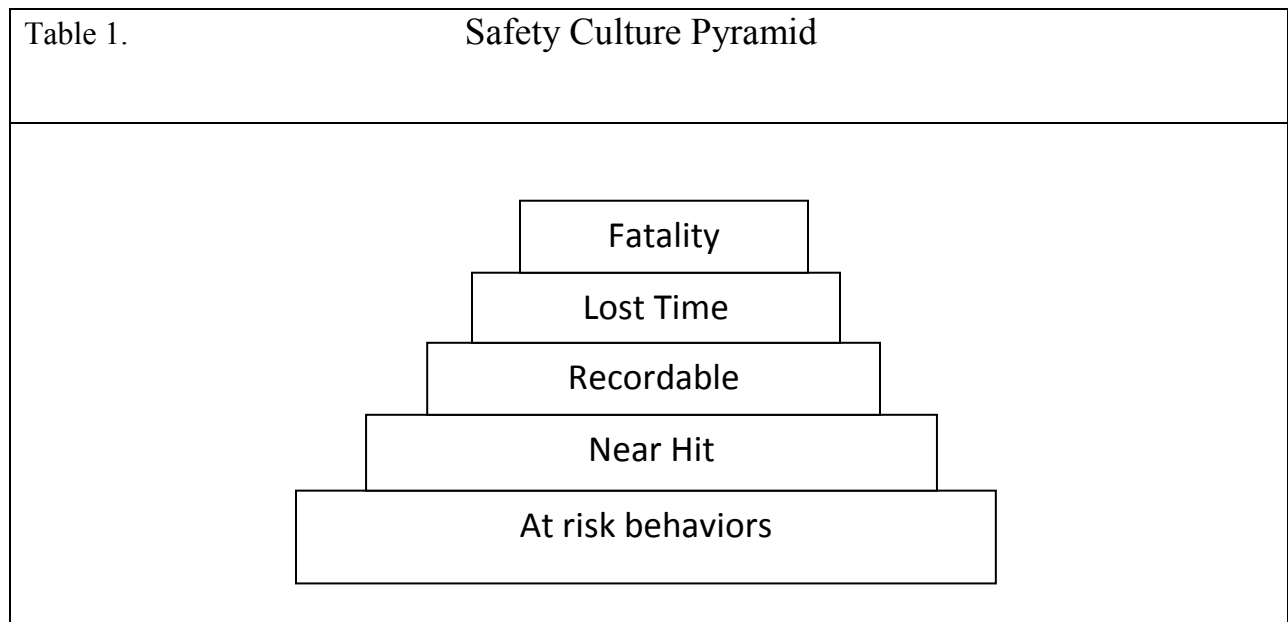 Table 1. Safety Culture Pyramid
Fatality
Lost Time
Recordable
Near Hit
At risk behaviors